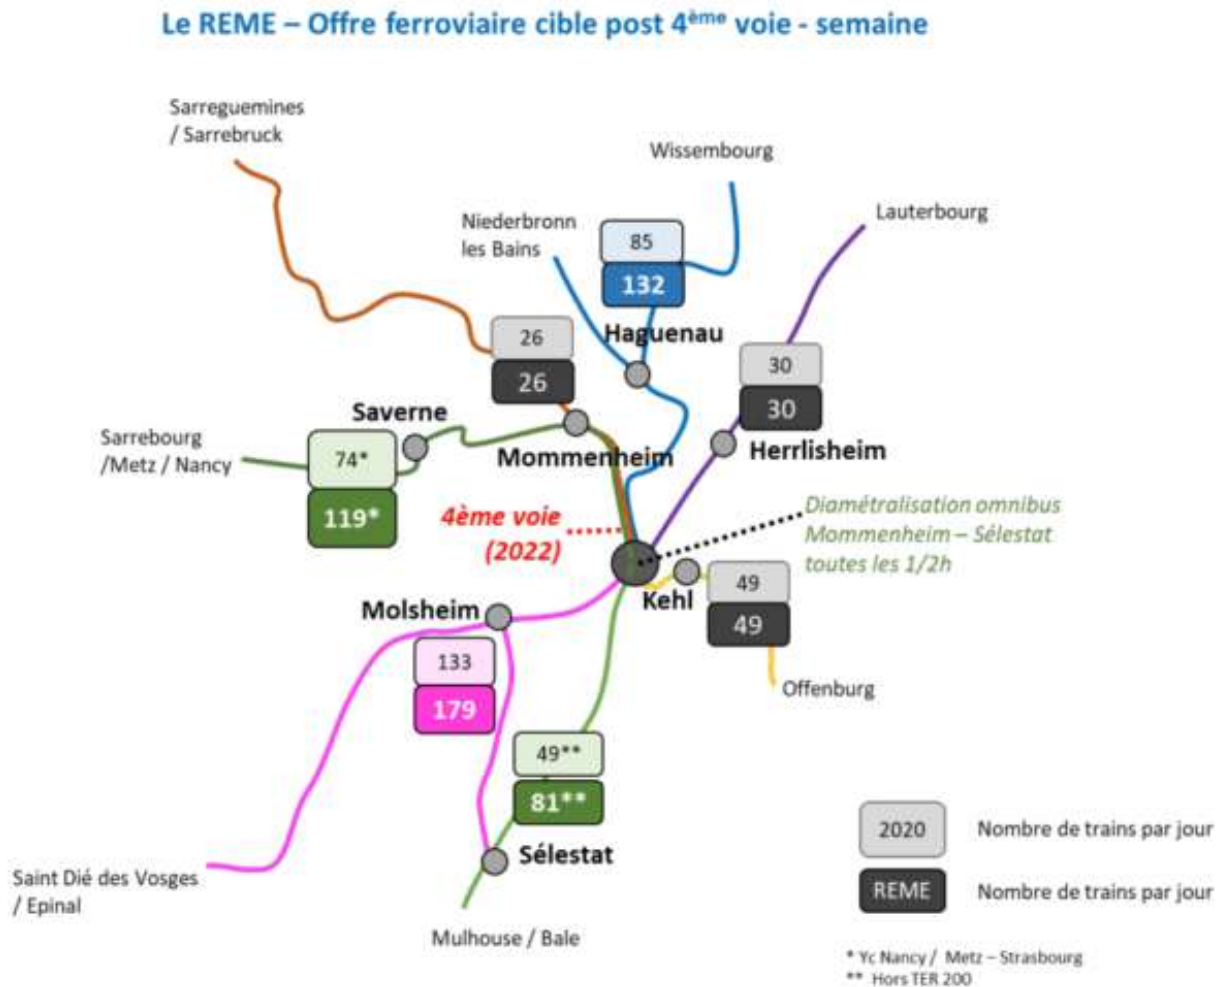 Le REME – Offre ferroviaire cible post 4ème voie - semaine
Sarreguemines
/ Sarrebruck
Wissembourg
Niederbronn
les Bains
Lauterbourg
85
132
Haguenau
26
26
30
30
Herrlisheim
Saverne
Sarrebourg
/Metz / Nancy
74*
119*
Mommenheim
4ème voie
(2022)
Diamétralisation omnibus
Mommenheim – Sélestat
toutes les 1/2h
Kehl
49
49
Offenburg
Molsheim
133
179
49**
81**
Sélestat
Saint Dié des Vosges
/ Epinal
Mulhouse / Bale
2020 Nombre de trains par jour
REME Nombre de trains par jour
* Yc Nancy / Metz – Strasbourg
** Hors TER 200